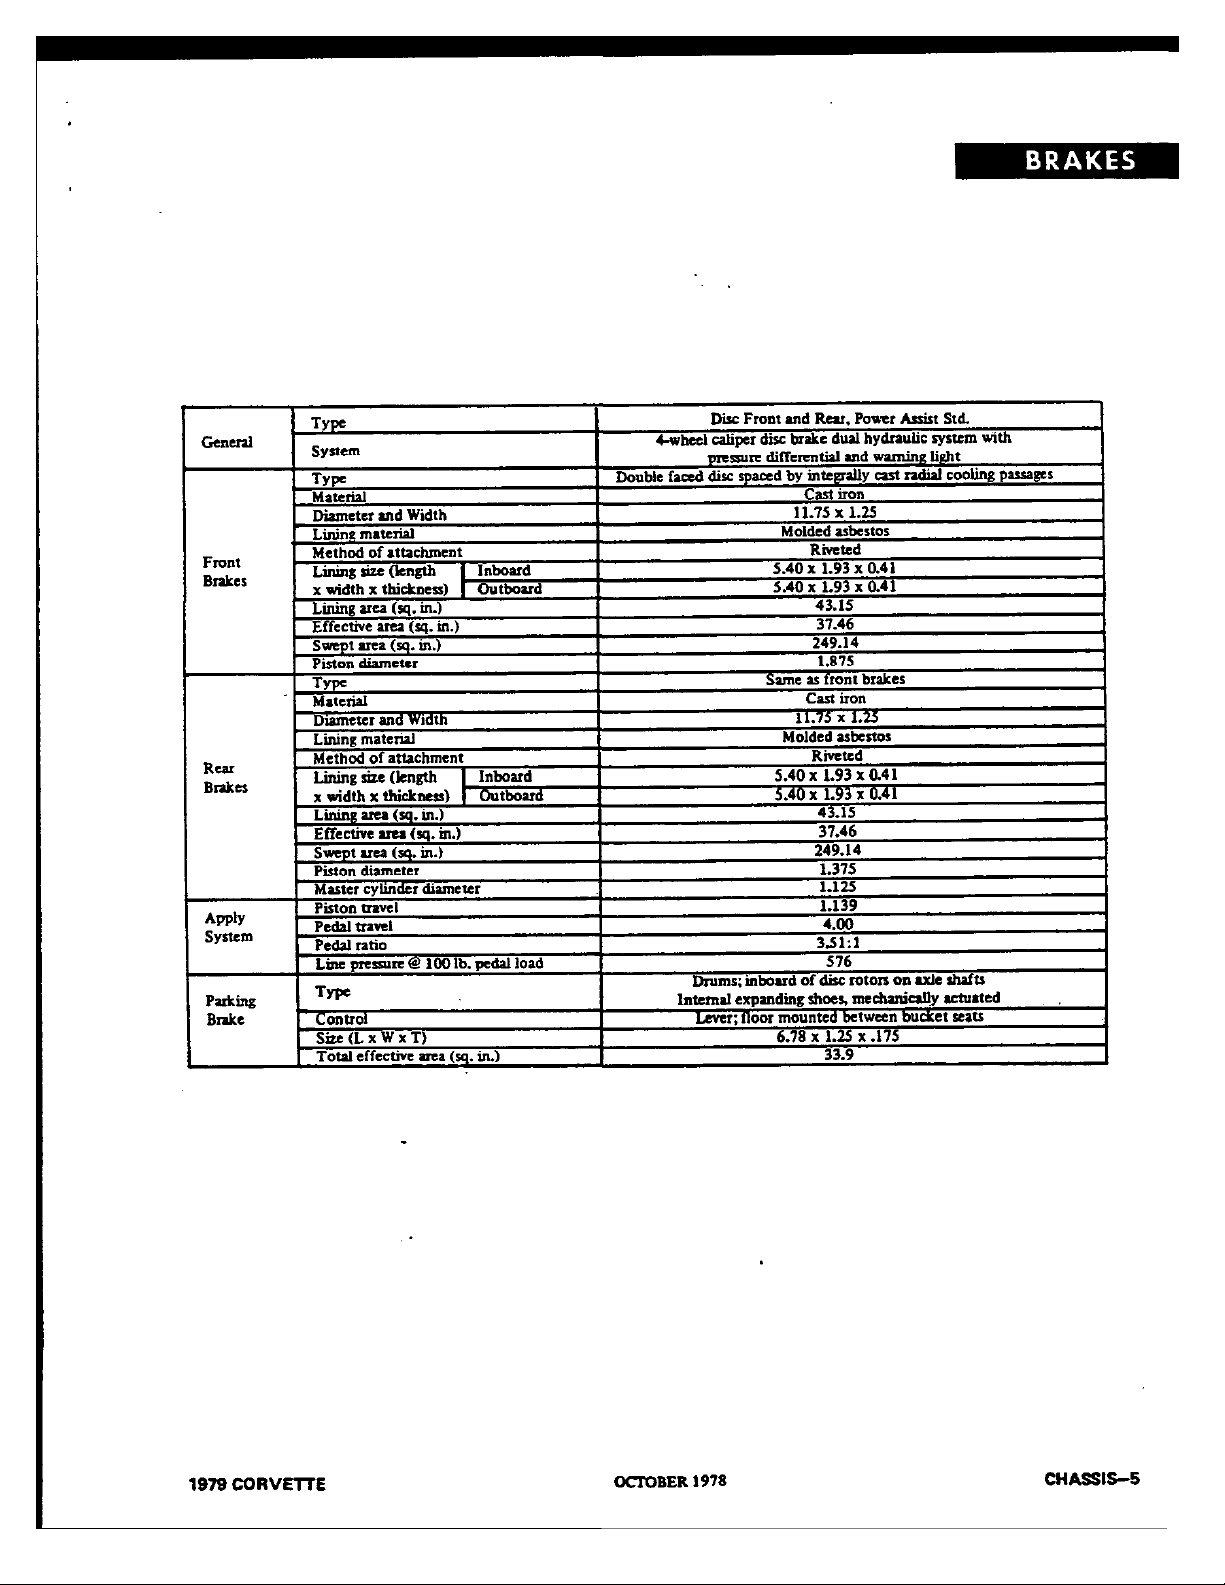 BRAKES
General
Type
Disc Front and Rear, Power Assist Std.
System
4-wheel caliper disc brake dual hydraulic system with
pressure differential and warning light
Front
Brakes
Type
Double faced disc spaced by integrally cast radial cooling passages
Material
Cast iron
Diameter and Width
11.75 x 1.25
Lining material
Molded asbestos
Method of attachment
Riveted
Lining size (length
x width x thickness)
Inboard
5.40 x 1.93 x 0.41
Outboard
5.40 x 1.93 x 0.41
Lining area (sq. in.)
43.15
Effective area (sq. in.)
37.46
Swept area (sq. in.)
249.14
Piston diameter
1.875
Rear
Brakes
Type
Same as front brakes
Material
Cast iron
Diameter and Width
11.75 x 1.25
Lining material
Molded asbestos
Method of attachment
Riveted
Lining size (length
x width x thickness)
Inboard
5.40 x 1.93 x 0.41
Outboard
5.40 x 1.93 x 0.41
Lining area (sq. in.)
43.15
Effective area (sq. in.)
37.46
Swept area (sq. in.)
249.14
Piston diameter
1.375
Master cylinder diameter
1.125
Apply
System
Piston travel
1.139
Pedal travel
4.00
Pedal ratio
3.51:1
Line pressure @ 100 lb. pedal load
576
Parking
Brake
Type
Drums; inboard of disc rotors on axle shafts
Internal expanding shoes, mechanically actuated
Control
Lever; floor mounted between bucket seats
Size (L x W x T)
6.78 x 1.25 x .175
Total effective area (sq. in.)
33.9
1979 CORVETTE
OCTOBER 1978
CHASSIS—5